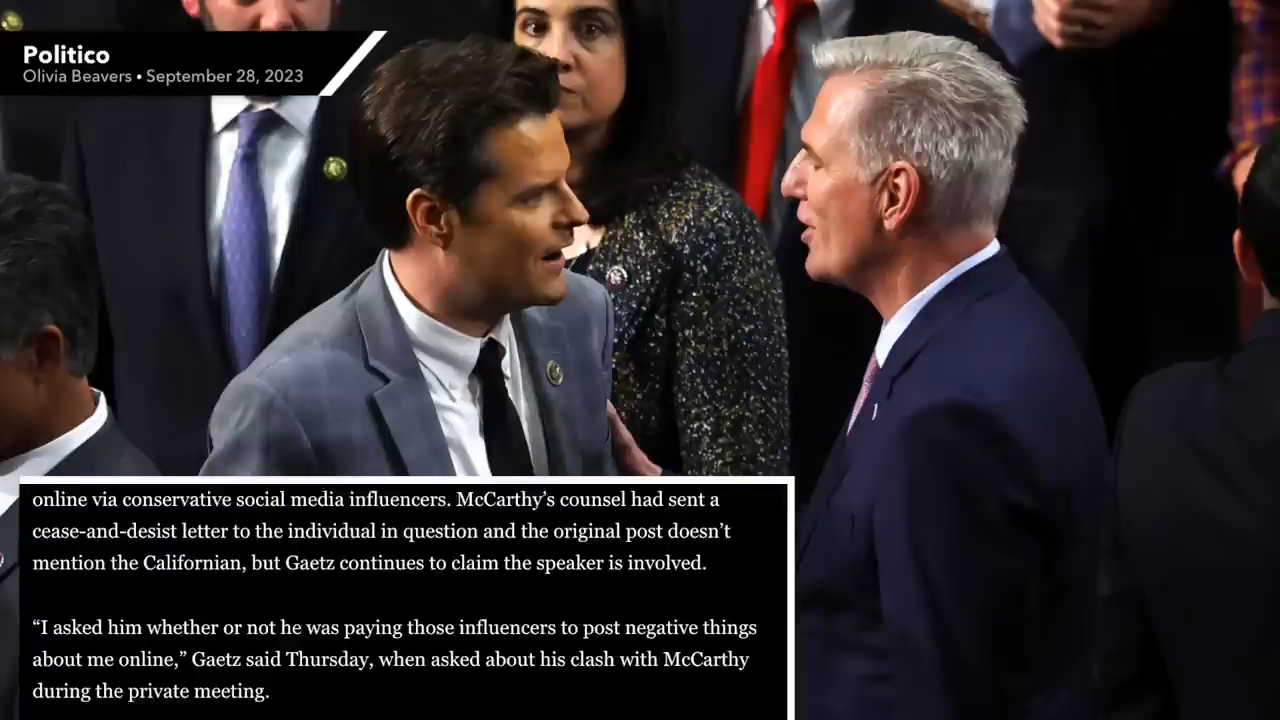 Politico
Olivia Beavers • September 28, 2023
online via conservative social media influencers. McCarthy’s counsel had sent a
cease-and-desist letter to the individual in question and the original post doesn’t
mention the Californian, but Gaetz continues to claim the speaker is involved.
“I asked him whether or not he was paying those influencers to post negative things
about me online,” Gaetz said Thursday, when asked about his clash with McCarthy
during the private meeting.